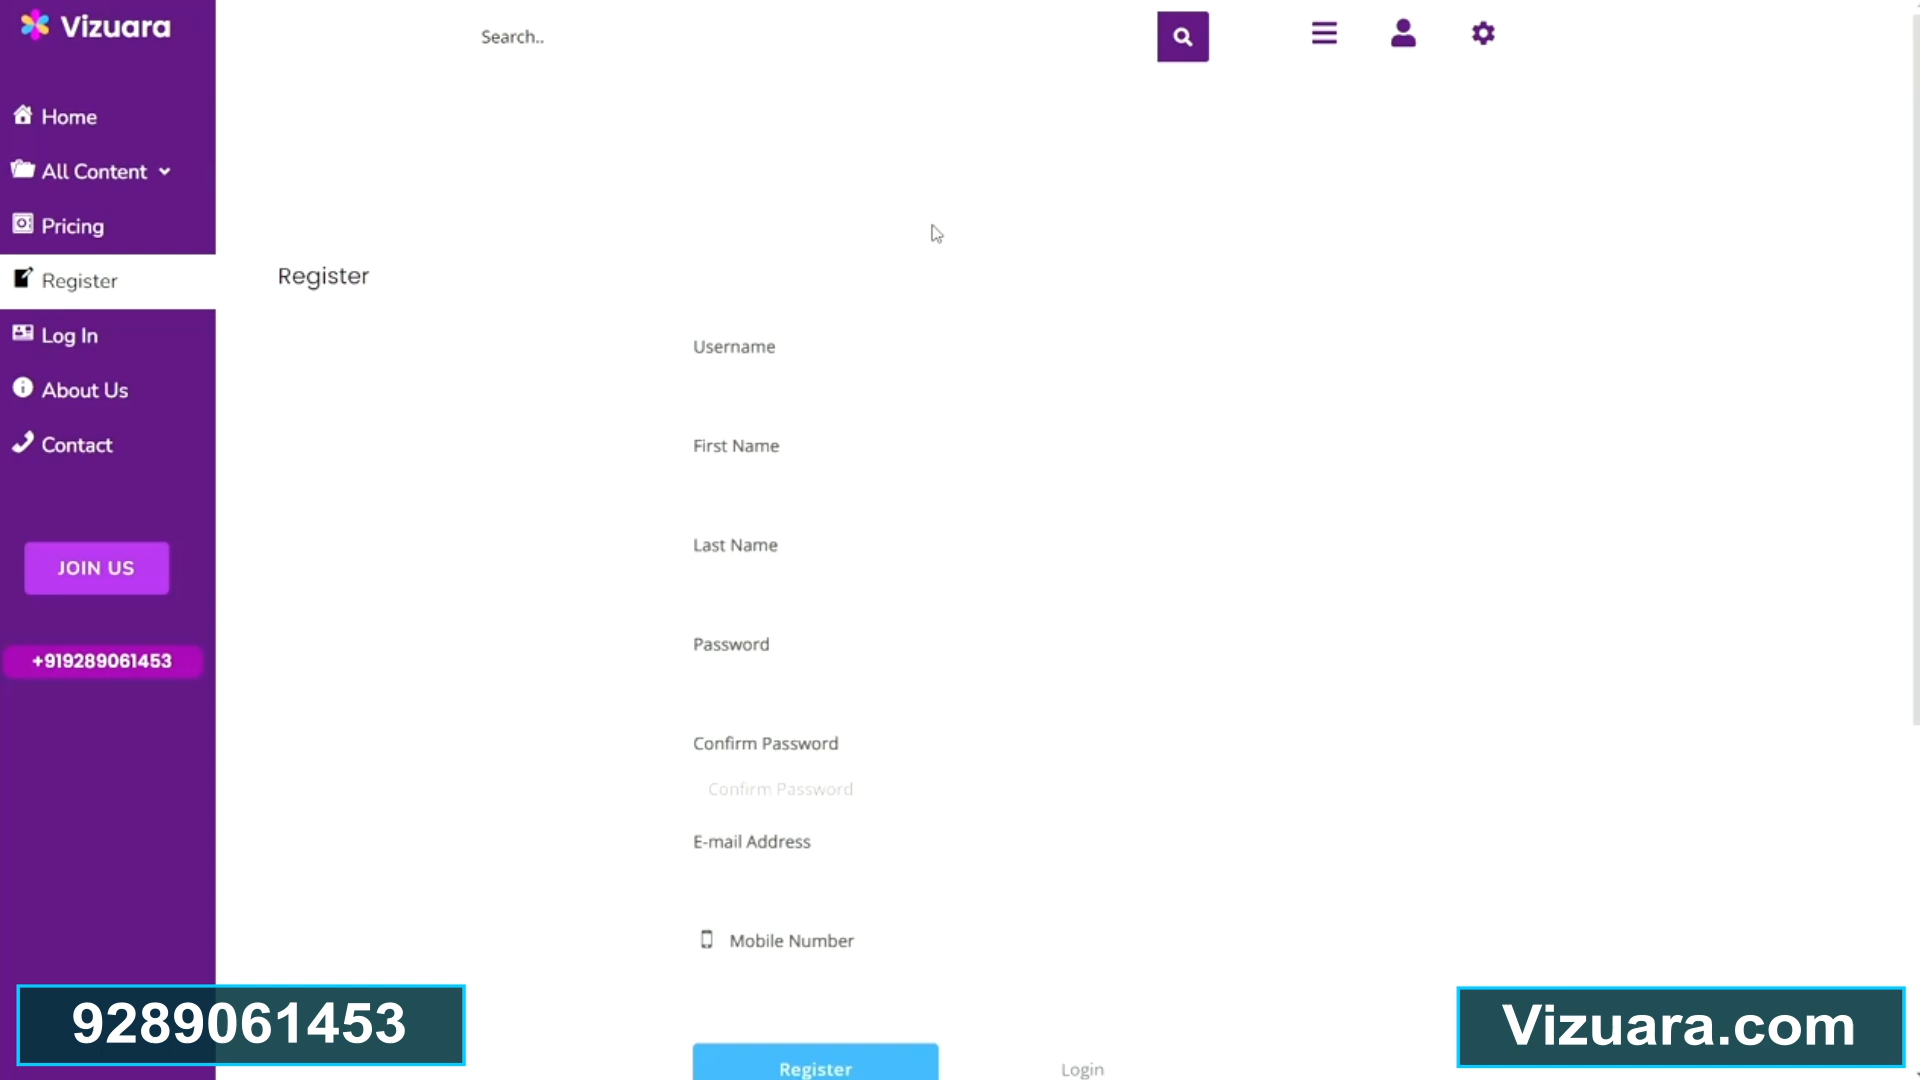 Vizuara
Search..
Home
All Content
Pricing
Register
Log In
About Us
Contact
JOIN US
+919289061453
Register
Username
First Name
Last Name
Password
Confirm Password
Confirm Password
E-mail Address
Mobile Number
Register
Login
9289061453
Vizuara.com